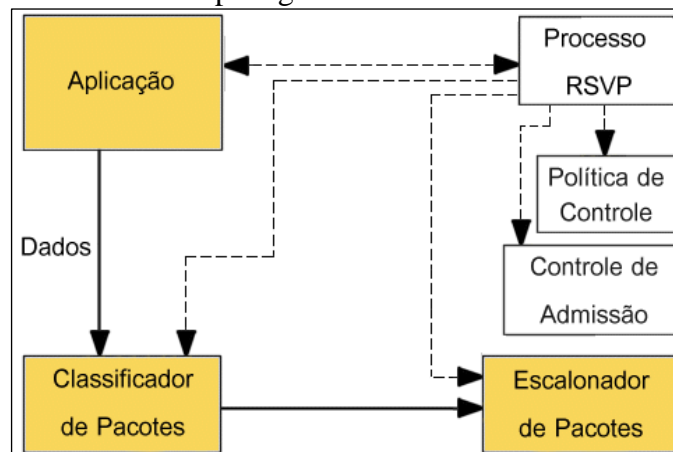 Processo
RSVP
Aplicação
Política de
Controle
Dados
Controle de
Admissão
Classificador
de Pacotes
Escalonador
de Pacotes